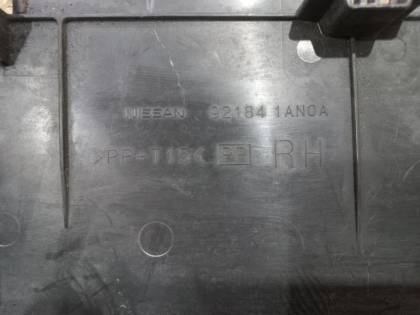 NISSAN 92184 1AN0A
>PP-T15< RH